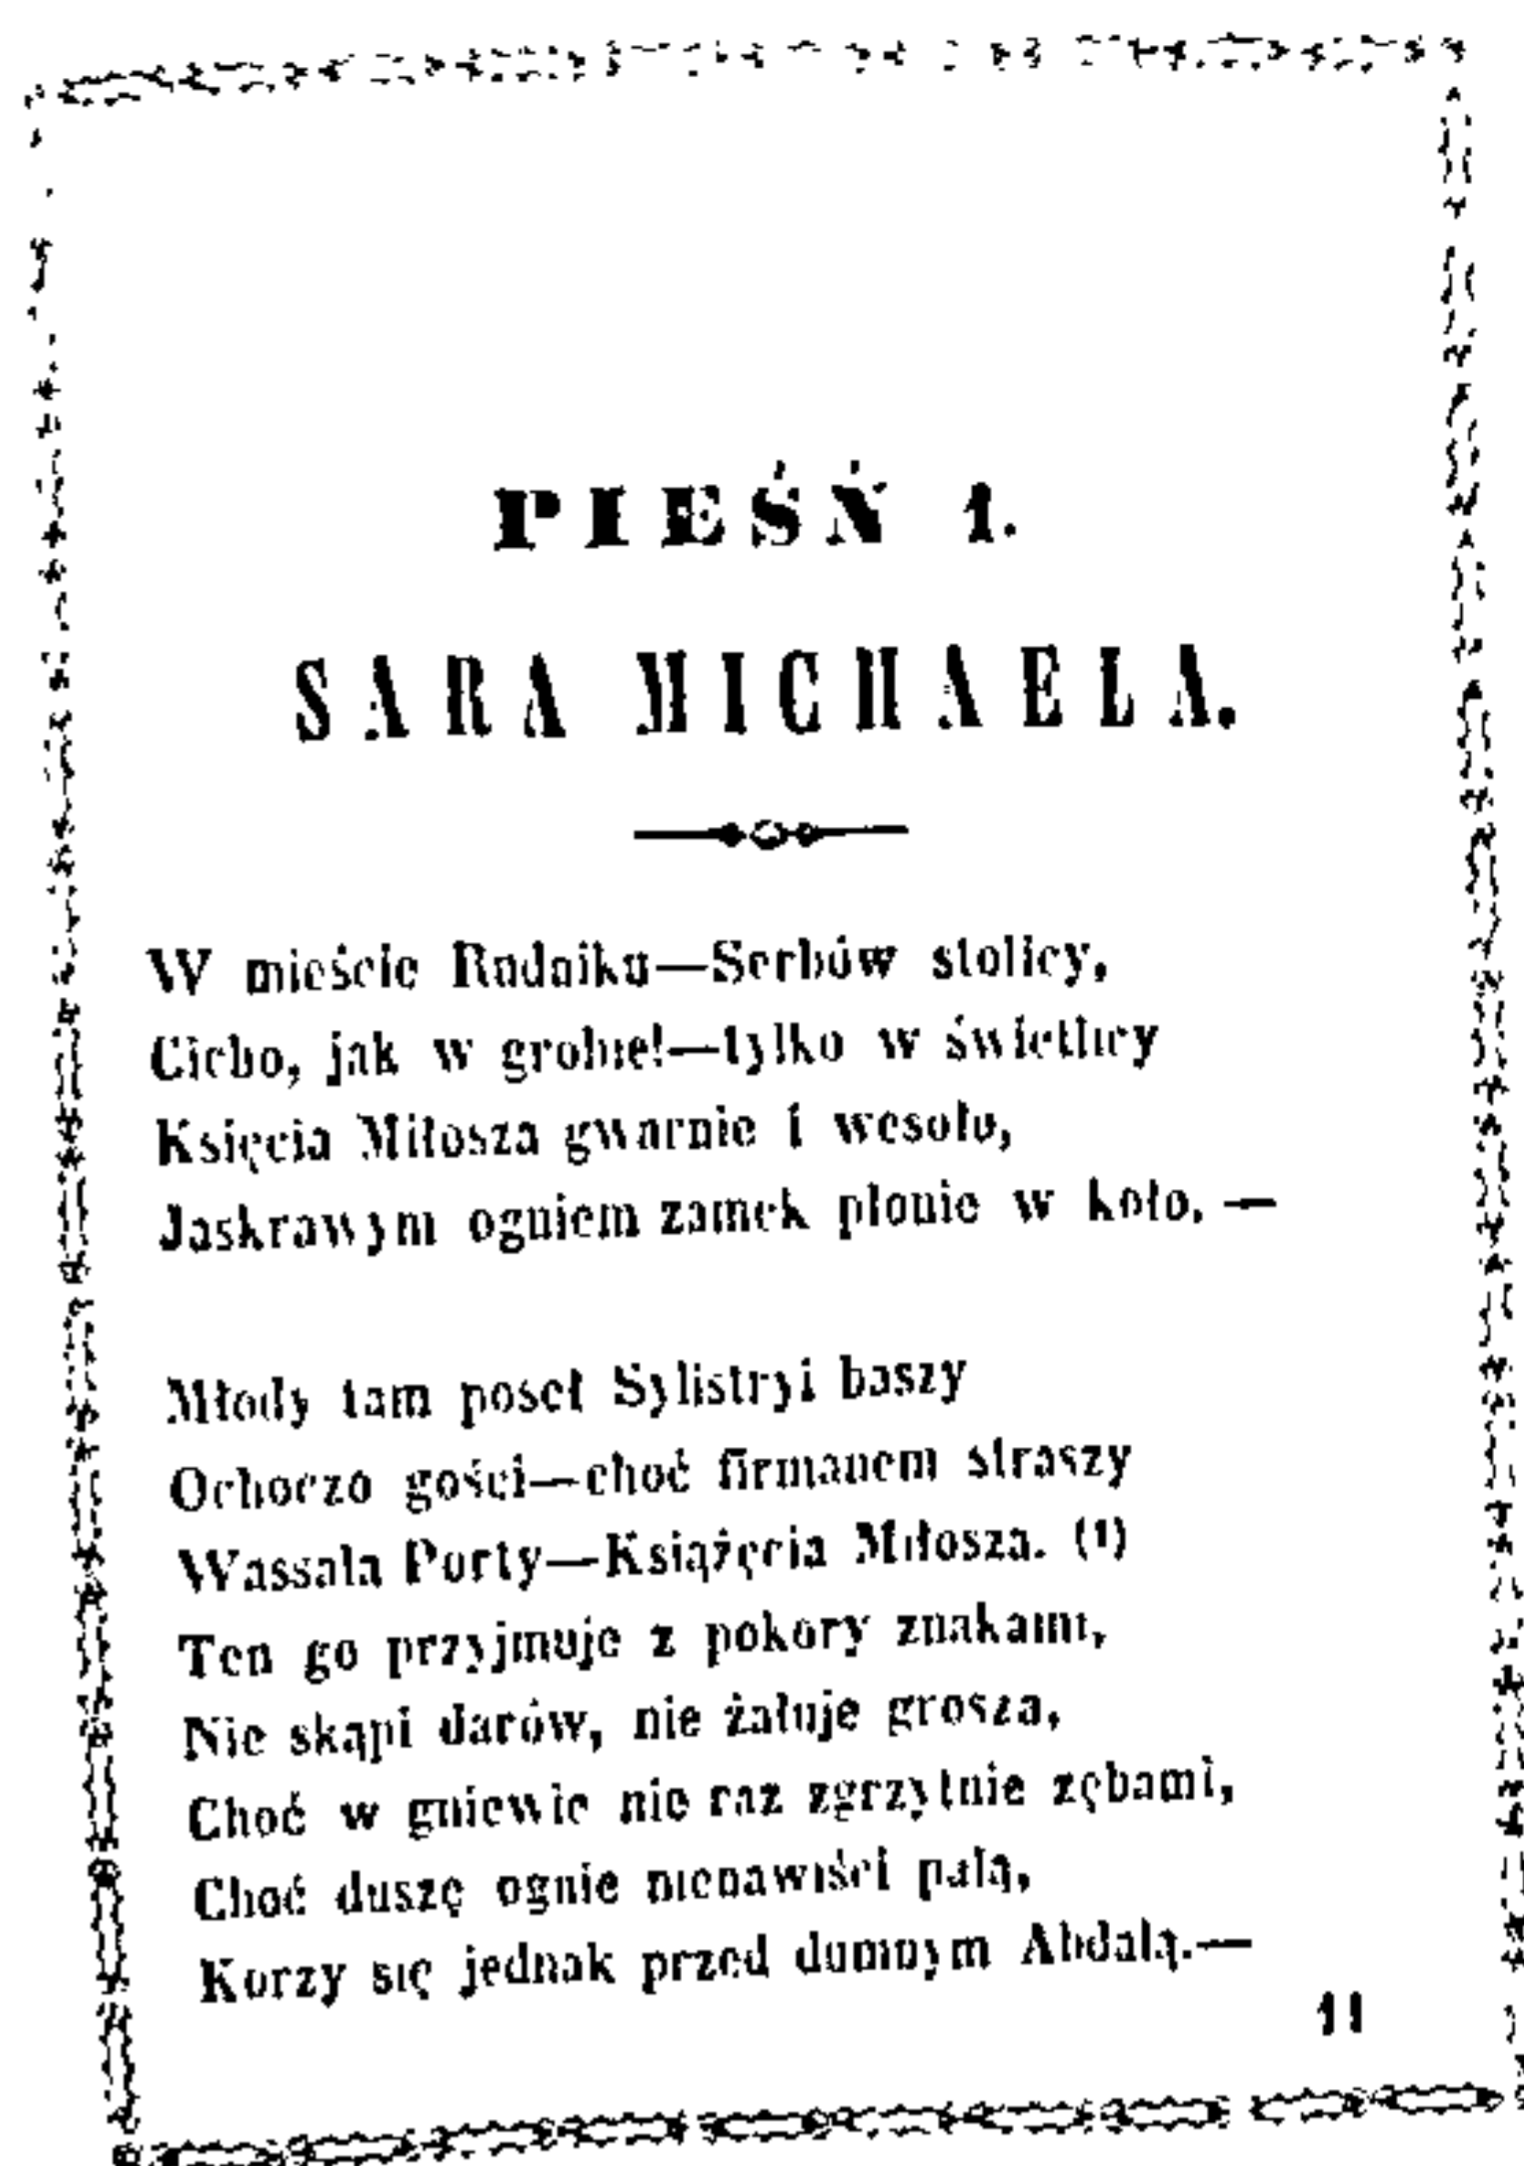 PIEŚŃ 1.
SARA MICHAELA.
W mieście Rudniku—Serbów stolicy,
Cicho, jak w grobie!—tylko w świetlicy
Księcia Miłosza gwarnie i wesoło,
Jaskrawym ogniem zamek płonie w koło. —
Młody tam poseł Sylistryi baszy
Ochoczo gości—choć firmanem straszy
Wassala Porty—Książęcia Miłosza. (1)
Ten go przyjmuje z pokory znakami,
Nie skąpi darów, nie żałuje grosza,
Choć w gniewie nie raz zgrzytnie zębami,
Choć duszę ognie nienawiści palą,
Korzy się jednak przed dumnym Abdalą.—
11